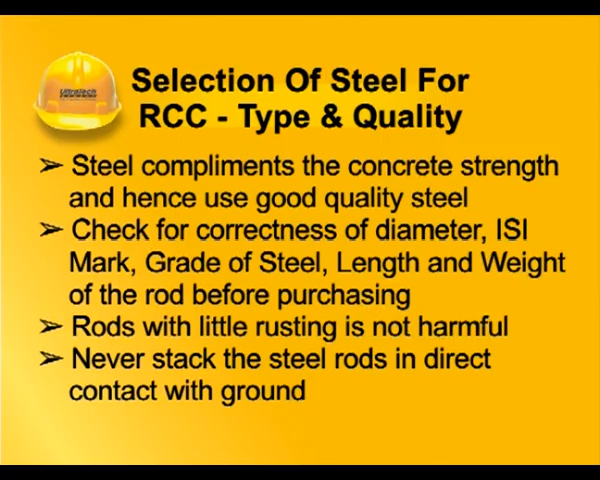 UltraTech
Selection Of Steel For
RCC - Type & Quality
➢ Steel compliments the concrete strength
and hence use good quality steel
➢ Check for correctness of diameter, ISI
Mark, Grade of Steel, Length and Weight
of the rod before purchasing
➢ Rods with little rusting is not harmful
➢ Never stack the steel rods in direct
contact with ground